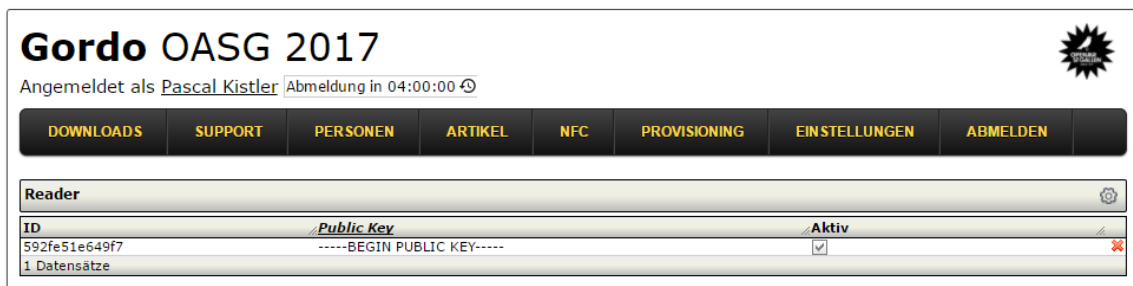 Gordo OASG 2017
Angemeldet als Pascal Kistler Abmeldung in 04:00:00
DOWNLOADS SUPPORT PERSONEN ARTIKEL NFC PROVISIONING EINSTELLUNGEN ABMELDEN
Reader
ID Public Key Aktiv
592fe51e649f7 -----BEGIN PUBLIC KEY-----
1 Datensätze